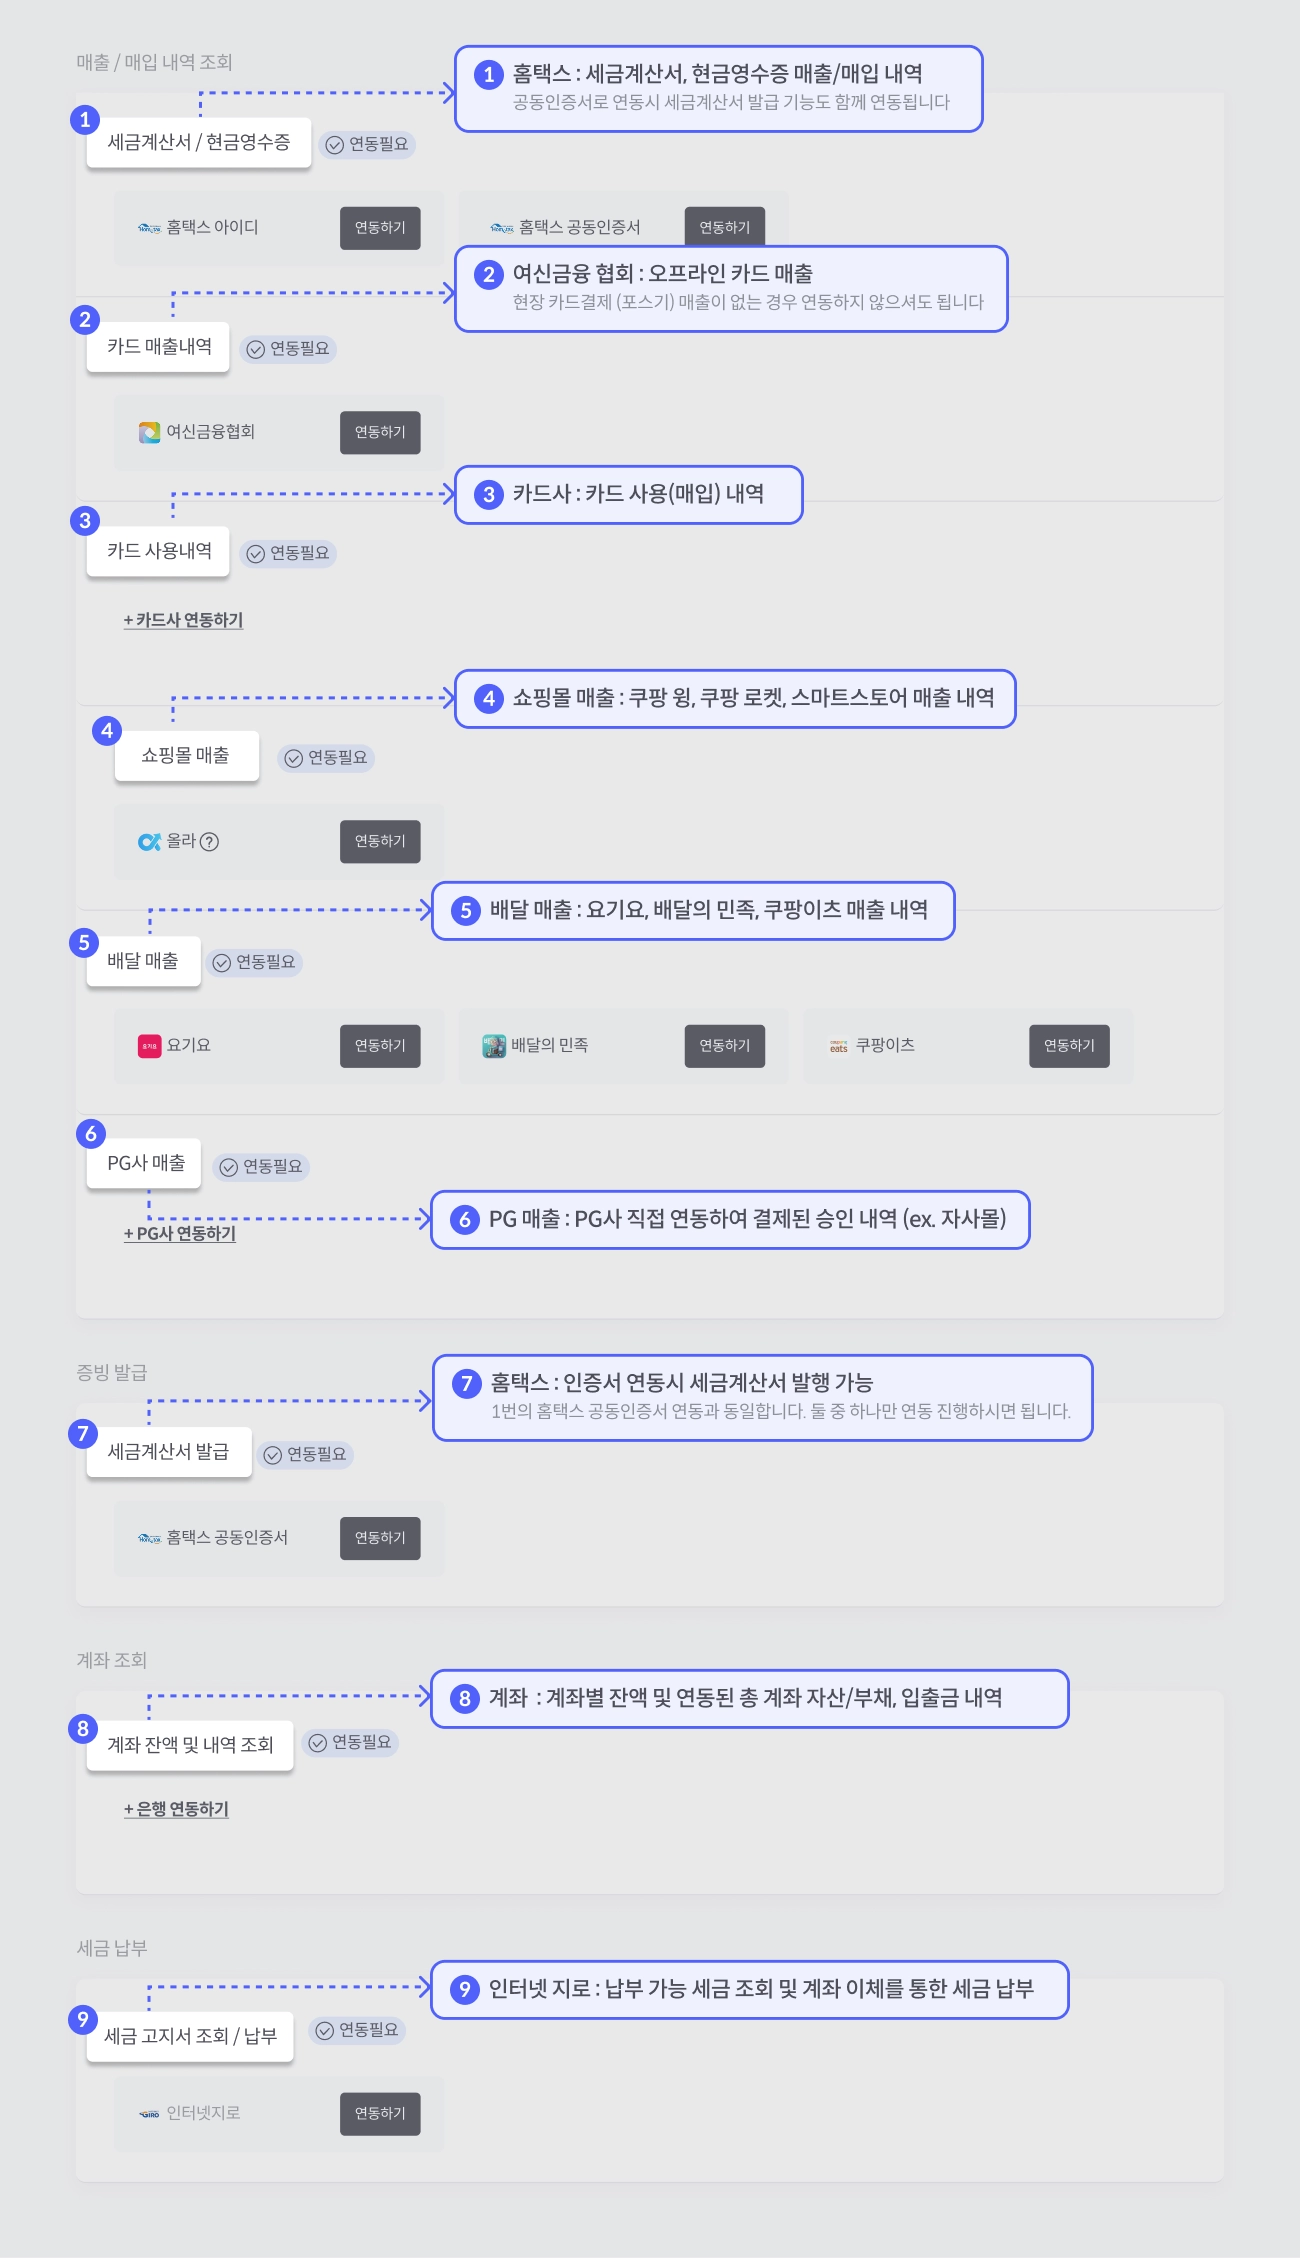 매출 / 매입 내역 조회
1 홈택스 : 세금계산서, 현금영수증 매출/매입 내역
공동인증서로 연동시 세금계산서 발급 기능도 함께 연동됩니다
1
세금계산서 / 현금영수증 연동필요
홈택스 아이디 연동하기 홈택스 공동인증서 연동하기
2 여신금융 협회 : 오프라인 카드 매출
현장 카드결제 (포스기) 매출이 없는 경우 연동하지 않으셔도 됩니다
2
카드 매출내역 연동필요
여신금융협회 연동하기
3 카드사 : 카드 사용(매입) 내역
3
카드 사용내역 연동필요
+ 카드사 연동하기
4 쇼핑몰 매출 : 쿠팡 윙, 쿠팡 로켓, 스마트스토어 매출 내역
4
쇼핑몰 매출 연동필요
올라 ? 연동하기
5 배달 매출 : 요기요, 배달의 민족, 쿠팡이츠 매출 내역
5
배달 매출 연동필요
요기요 요기요 연동하기 배달의 민족 연동하기 eats 쿠팡이츠 연동하기
6
PG사 매출 연동필요
6 PG 매출 : PG사 직접 연동하여 결제된 승인 내역 (ex. 자사몰)
+ PG사 연동하기
증빙 발급
7 홈택스 : 인증서 연동시 세금계산서 발행 가능
1번의 홈택스 공동인증서 연동과 동일합니다. 둘 중 하나만 연동 진행하시면 됩니다.
7
세금계산서 발급 연동필요
홈택스 공동인증서 연동하기
계좌 조회
8 계좌 : 계좌별 잔액 및 연동된 총 계좌 자산/부채, 입출금 내역
8
계좌 잔액 및 내역 조회 연동필요
+ 은행 연동하기
세금 납부
9 인터넷 지로 : 납부 가능 세금 조회 및 계좌 이체를 통한 세금 납부
9
세금 고지서 조회 / 납부 연동필요
GIRO 인터넷지로 연동하기